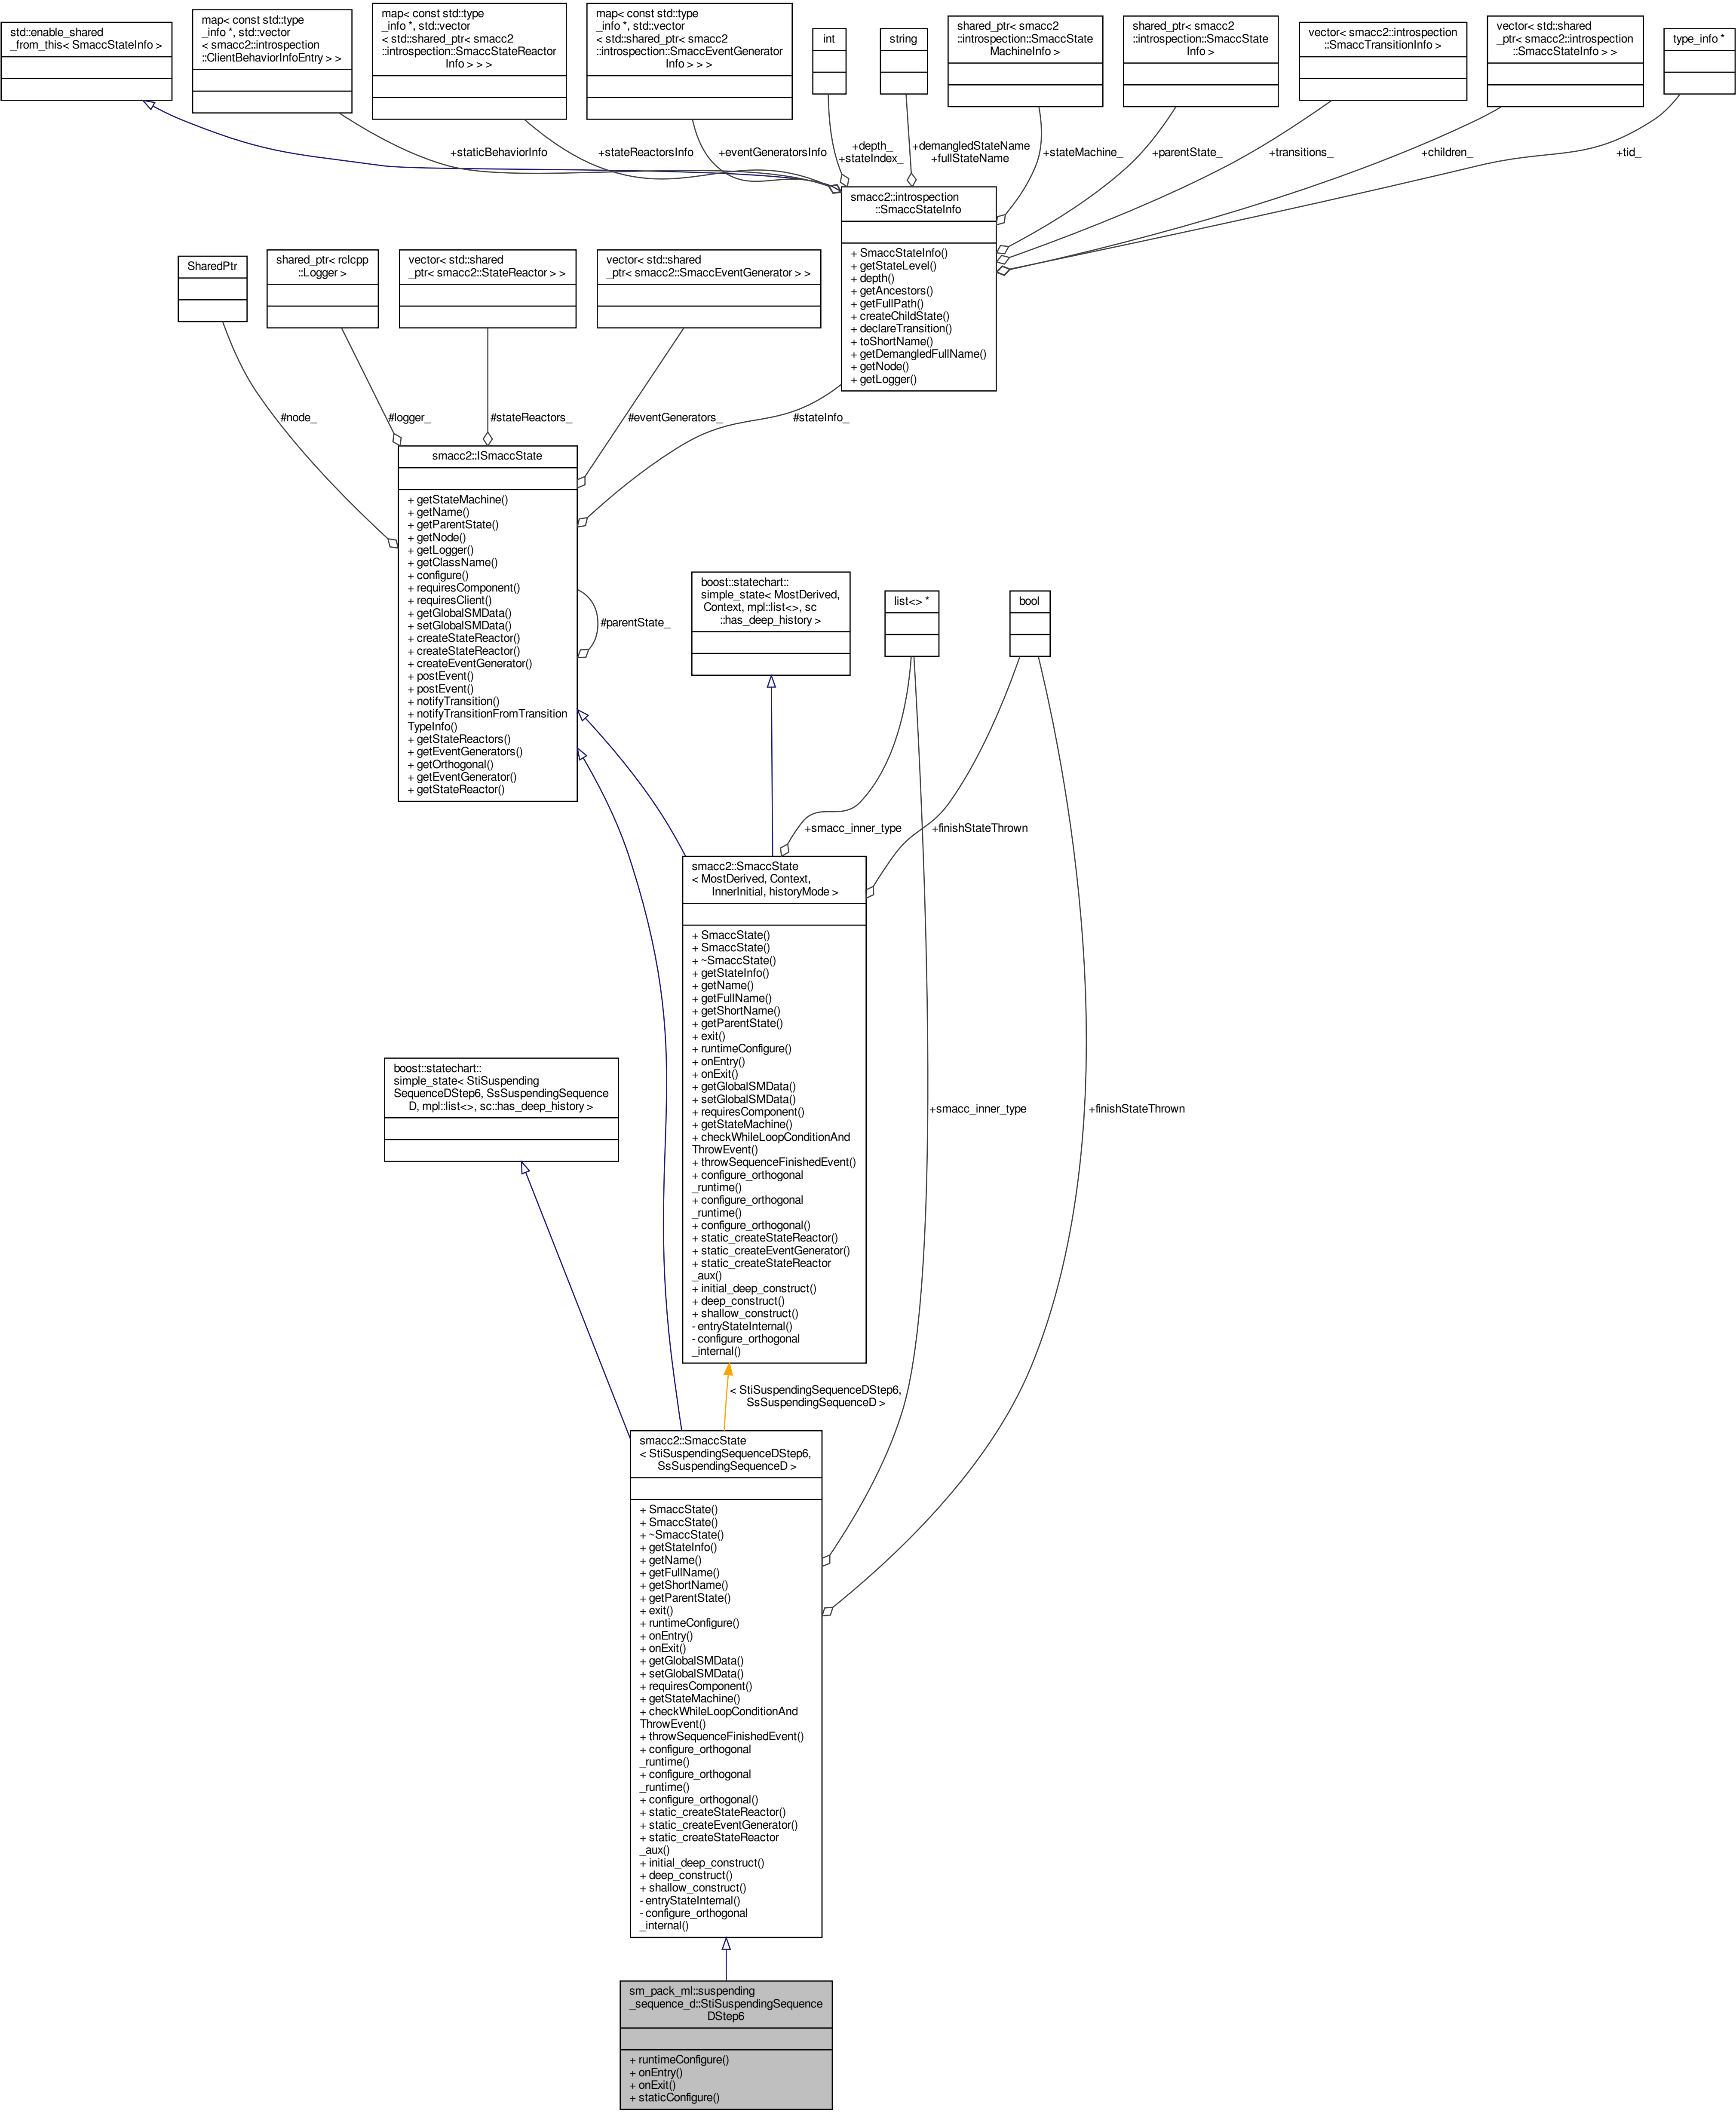 std::enable_shared
_from_this< SmaccStateInfo >
map< const std::type
_info *, std::vector
< smacc2::introspection
::ClientBehaviorInfoEntry > >
map< const std::type
_info *, std::vector
< std::shared_ptr< smacc2
::introspection::SmaccStateReactor
Info > > >
map< const std::type
_info *, std::vector
< std::shared_ptr< smacc2
::introspection::SmaccEventGenerator
Info > > >
int
string
shared_ptr< smacc2
::introspection::SmaccState
MachineInfo >
shared_ptr< smacc2
::introspection::SmaccState
Info >
vector< smacc2::introspection
::SmaccTransitionInfo >
vector< std::shared
_ptr< smacc2::introspection
::SmaccStateInfo > >
type_info *
+staticBehaviorInfo
+stateReactorsInfo
+eventGeneratorsInfo
+depth_
+stateIndex_
+demangledStateName
+fullStateName
+stateMachine_
+parentState_
+transitions_
+children_
+tid_
smacc2::introspection
::SmaccStateInfo
+ SmaccStateInfo()
+ getStateLevel()
+ depth()
+ getAncestors()
+ getFullPath()
+ createChildState()
+ declareTransition()
+ toShortName()
+ getDemangledFullName()
+ getNode()
+ getLogger()
SharedPtr
shared_ptr< rclcpp
::Logger >
vector< std::shared
_ptr< smacc2::StateReactor > >
vector< std::shared
_ptr< smacc2::SmaccEventGenerator > >
#node_
#logger_
#stateReactors_
#eventGenerators_
#stateInfo_
smacc2::ISmaccState
+ getStateMachine()
+ getName()
+ getParentState()
+ getNode()
+ getLogger()
+ getClassName()
+ configure()
+ requiresComponent()
+ requiresClient()
+ getGlobalSMData()
+ setGlobalSMData()
+ createStateReactor()
+ createStateReactor()
+ createEventGenerator()
+ postEvent()
+ postEvent()
+ notifyTransition()
+ notifyTransitionFromTransition
TypeInfo()
+ getStateReactors()
+ getEventGenerators()
+ getOrthogonal()
+ getEventGenerator()
+ getStateReactor()
#parentState_
boost::statechart::
simple_state< MostDerived,
Context, mpl::list<>, sc
::has_deep_history >
list<> *
bool
+smacc_inner_type
+finishStateThrown
smacc2::SmaccState
< MostDerived, Context,
InnerInitial, historyMode >
+ SmaccState()
+ SmaccState()
+ ~SmaccState()
+ getStateInfo()
+ getName()
+ getFullName()
+ getShortName()
+ getParentState()
+ exit()
+ runtimeConfigure()
+ onEntry()
+ onExit()
+ getGlobalSMData()
+ setGlobalSMData()
+ requiresComponent()
+ getStateMachine()
+ checkWhileLoopConditionAnd
ThrowEvent()
+ throwSequenceFinishedEvent()
+ configure_orthogonal
_runtime()
+ configure_orthogonal
_runtime()
+ configure_orthogonal()
+ static_createStateReactor()
+ static_createEventGenerator()
+ static_createStateReactor
_aux()
+ initial_deep_construct()
+ deep_construct()
+ shallow_construct()
- entryStateInternal()
- configure_orthogonal
_internal()
boost::statechart::
simple_state< StiSuspending
SequenceDStep6, SsSuspendingSequence
D, mpl::list<>, sc::has_deep_history >
+smacc_inner_type
+finishStateThrown
< StiSuspendingSequenceDStep6,
SsSuspendingSequenceD >
smacc2::SmaccState
< StiSuspendingSequenceDStep6,
SsSuspendingSequenceD >
+ SmaccState()
+ SmaccState()
+ ~SmaccState()
+ getStateInfo()
+ getName()
+ getFullName()
+ getShortName()
+ getParentState()
+ exit()
+ runtimeConfigure()
+ onEntry()
+ onExit()
+ getGlobalSMData()
+ setGlobalSMData()
+ requiresComponent()
+ getStateMachine()
+ checkWhileLoopConditionAnd
ThrowEvent()
+ throwSequenceFinishedEvent()
+ configure_orthogonal
_runtime()
+ configure_orthogonal
_runtime()
+ configure_orthogonal()
+ static_createStateReactor()
+ static_createEventGenerator()
+ static_createStateReactor
_aux()
+ initial_deep_construct()
+ deep_construct()
+ shallow_construct()
- entryStateInternal()
- configure_orthogonal
_internal()
sm_pack_ml::suspending
_sequence_d::StiSuspendingSequence
DStep6
+ runtimeConfigure()
+ onEntry()
+ onExit()
+ staticConfigure()